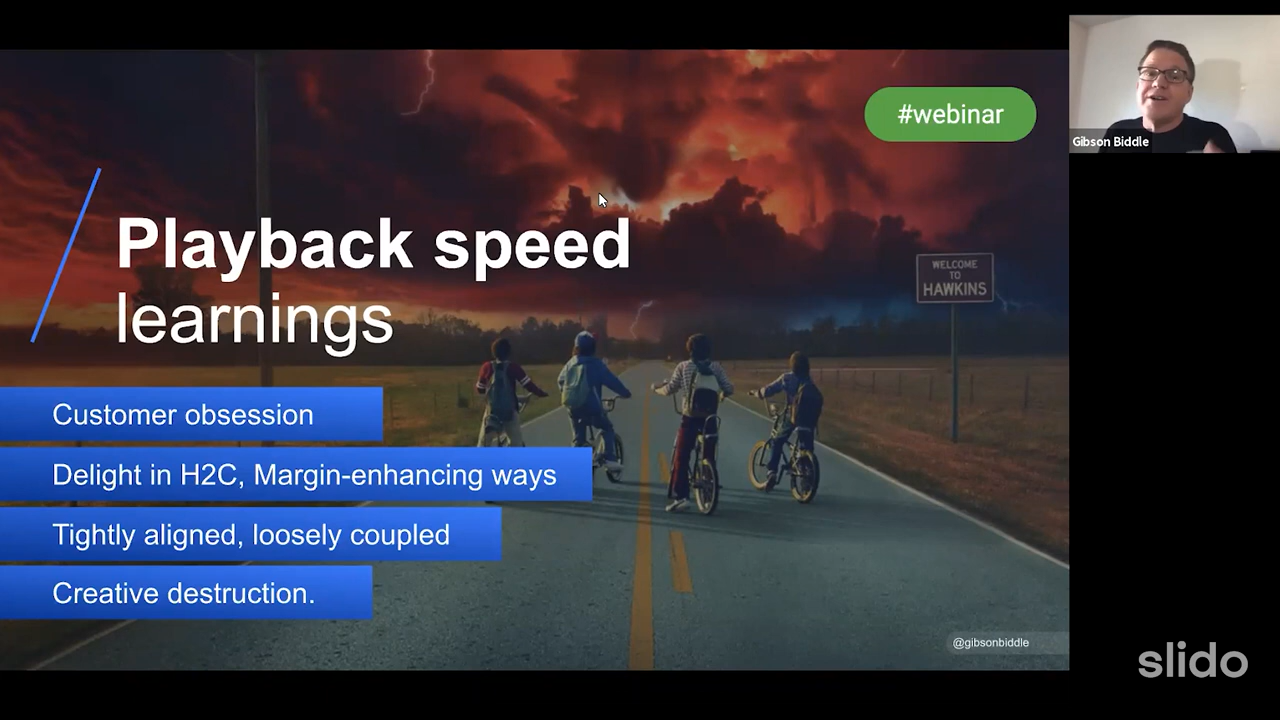 #webinar
Gibson Biddle
Playback speed
learnings
WELCOME
TO
HAWKINS
Customer obsession
Delight in H2C, Margin-enhancing ways
Tightly aligned, loosely coupled
Creative destruction.
@gibsonbiddle
slido